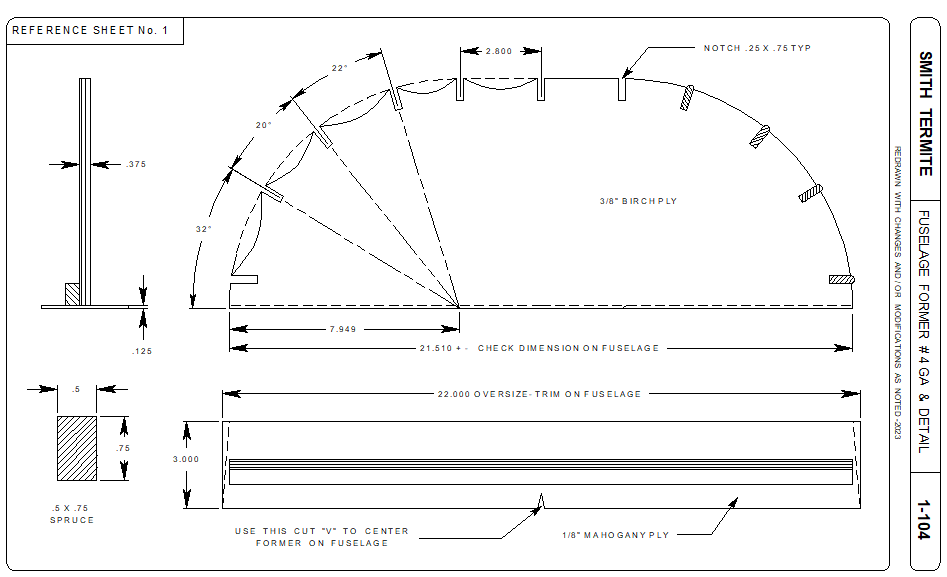 REFERENCE SHEET No. 1
22°
2.800
NOTCH .25 X .75 TYP
20°
.375
3/8" BIRCH PLY
32°
7.949
.125
21.510 + - CHECK DIMENSION ON FUSELAGE
.5
22.000 OVERSIZE- TRIM ON FUSELAGE
.75
3.000
.5 X .75
SPRUCE
USE THIS CUT "V" TO CENTER
FORMER ON FUSELAGE
1/8" MAHOGANY PLY
REDRAWN WITH CHANGES AND / OR MODIFICATIONS AS NOTED -2023
SMITH TERMITE
FUSELAGE FORMER # 4 GA & DETAIL
1-104